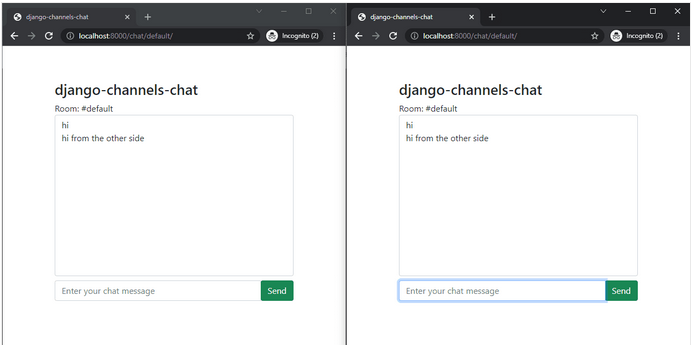 django-channels-chat
localhost:8000/chat/default/
Incognito (2)
django-channels-chat
Room: #default
hi
hi from the other side
Enter your chat message
Send
django-channels-chat
localhost:8000/chat/default/
Incognito (2)
django-channels-chat
Room: #default
hi
hi from the other side
Enter your chat message
Send